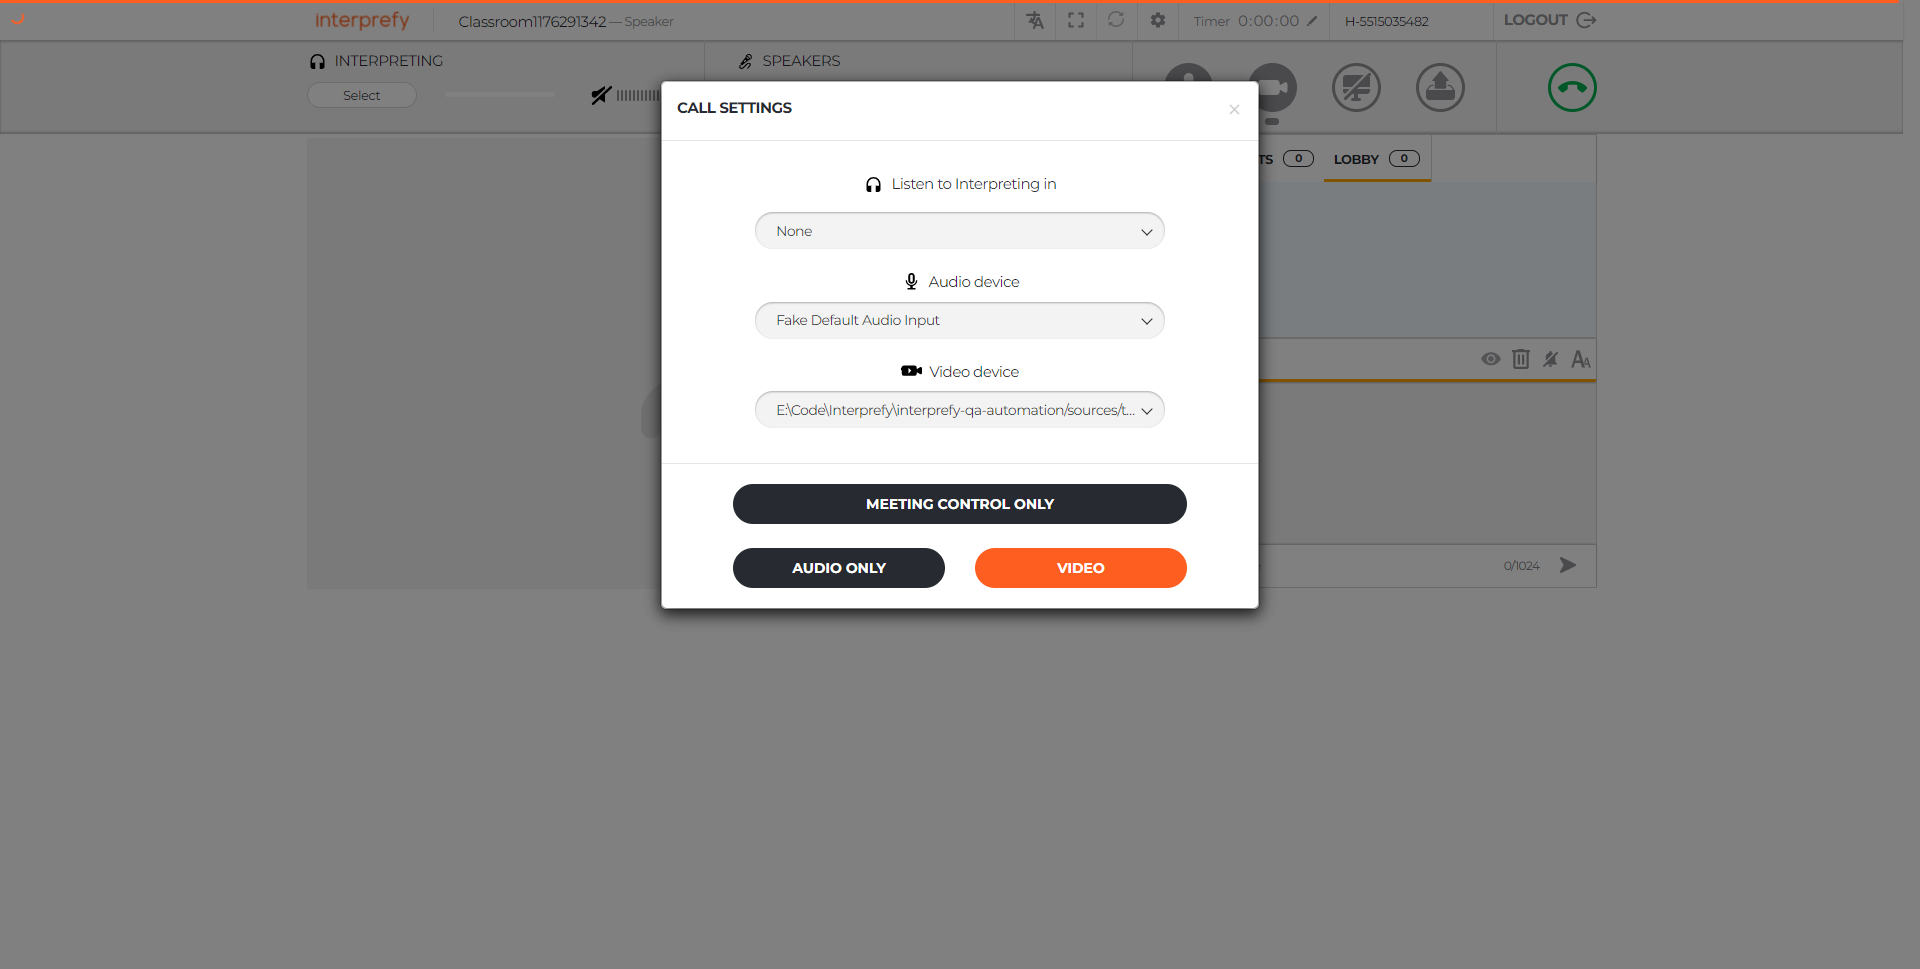 interprefy
Classroom1176291342 — Speaker
Timer 0:00:00
H-5515035482
LOGOUT
INTERPRETING
SPEAKERS
Select
CALL SETTINGS
×
TS 0
LOBBY 0
Listen to Interpreting in
None
Audio device
Fake Default Audio Input
Video device
E:\Code\Interprefy\interprefy-qa-automation/sources/t...
MEETING CONTROL ONLY
AUDIO ONLY
VIDEO
0/1024